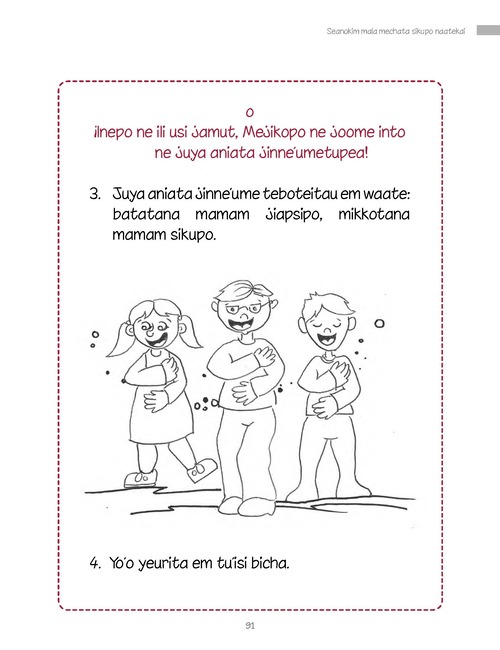 Seanokim mala mechata sikupo naatekai
o
¡Inepo ne ili usi jamut, Mejikopo ne joome into
ne juya aniata jinne'umetupea!
3. Juya aniata jinne'ume teboteitau em waate:
batatana mamam jiapsipo, mikkotana
mamam sikupo.
4. Yo'o yeurita em tu'isi bicha.
91